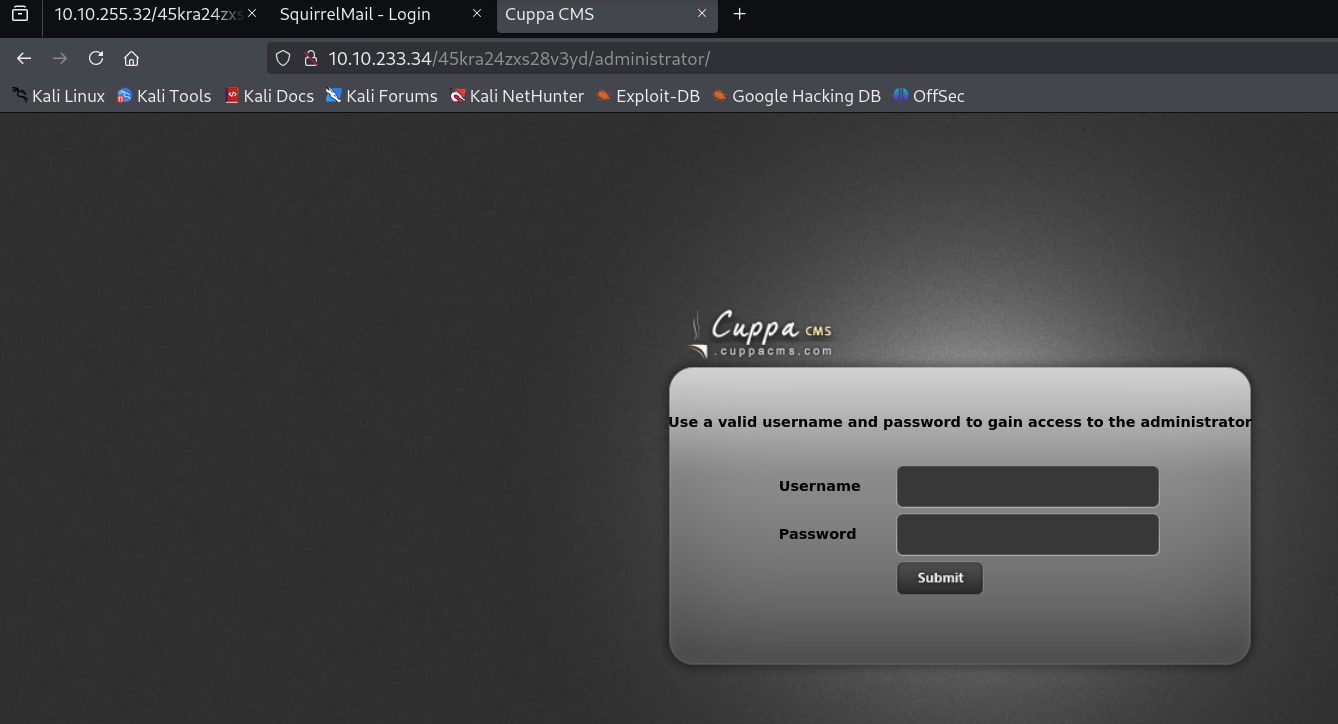 10.10.255.32/45kra24zxs
SquirrelMail - Login
Cuppa CMS
10.10.233.34/45kra24zxs28v3yd/administrator/
Kali Linux
Kali Tools
Kali Docs
Kali Forums
Kali NetHunter
Exploit-DB
Google Hacking DB
OffSec
Cuppa CMS
.cuppacms.com
Use a valid username and password to gain access to the administrator
Username
Password
Submit